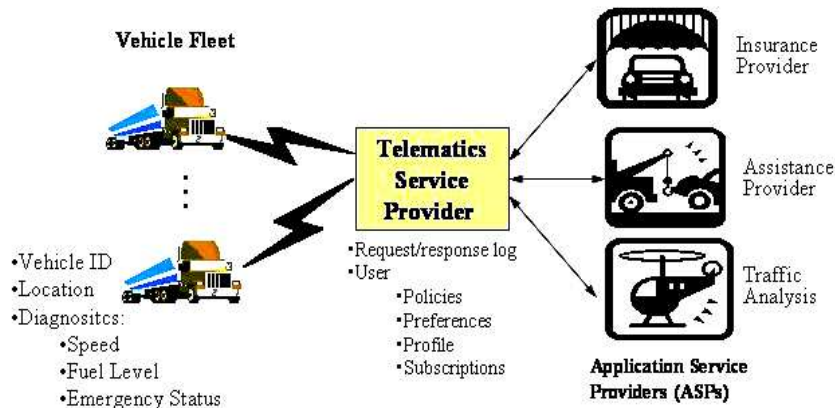 Vehicle Fleet
•Vehicle ID
•Location
•Diagnositcs:
•Speed
•Fuel Level
•Emergency Status
Telematics
Service
Provider
•Request/response log
•User
•Policies
•Preferences
•Profile
•Subscriptions
Insurance
Provider
Assistance
Provider
Traffic
Analysis
Application Service
Providers (ASPs)